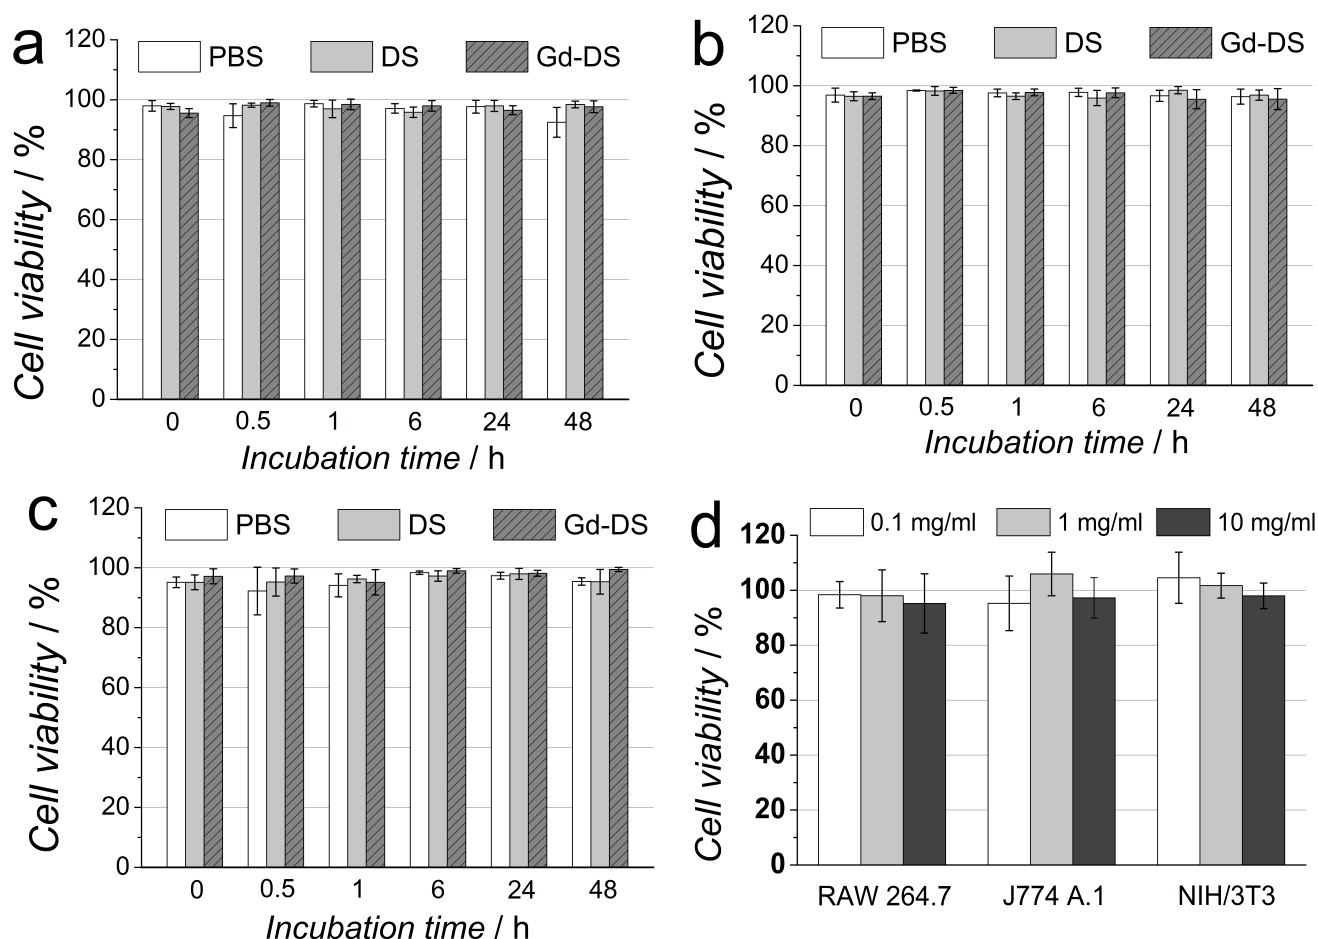 a
PBS DS Gd-DS
120
100
80
60
40
20
0
Cell viability / %
0 0.5 1 6 24 48
Incubation time / h
b
PBS DS Gd-DS
120
100
80
60
40
20
0
Cell viability / %
0 0.5 1 6 24 48
Incubation time / h
c
PBS DS Gd-DS
120
100
80
60
40
20
0
Cell viability / %
0 0.5 1 6 24 48
Incubation time / h
d
0.1 mg/ml 1 mg/ml 10 mg/ml
120
100
80
60
40
20
0
Cell viability / %
RAW 264.7 J774 A.1 NIH/3T3